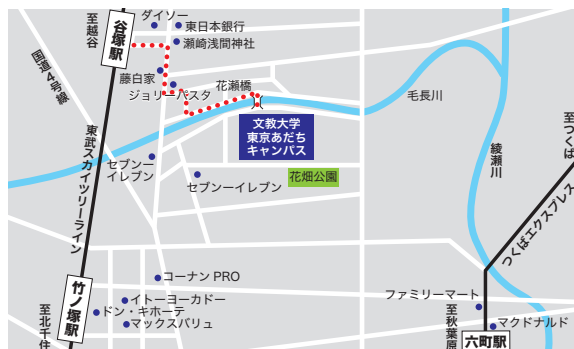 至越谷
谷塚駅
ダイソー
東日本銀行
瀬崎浅間神社
国道4号線
藤白家
ジョリーパスタ
花瀬橋
毛長川
文教大学
東京あだち
キャンパス
至つくば
綾瀬川
東武スカイツリーライン
セブンー
イレブン
セブンーイレブン
花畑公園
つくばエクスプレス
コーナン PRO
竹ノ塚駅
イトーヨーカドー
ドン・キホーテ
マックスバリュ
至北千住
ファミリーマート
至秋葉原
マクドナルド
六町駅